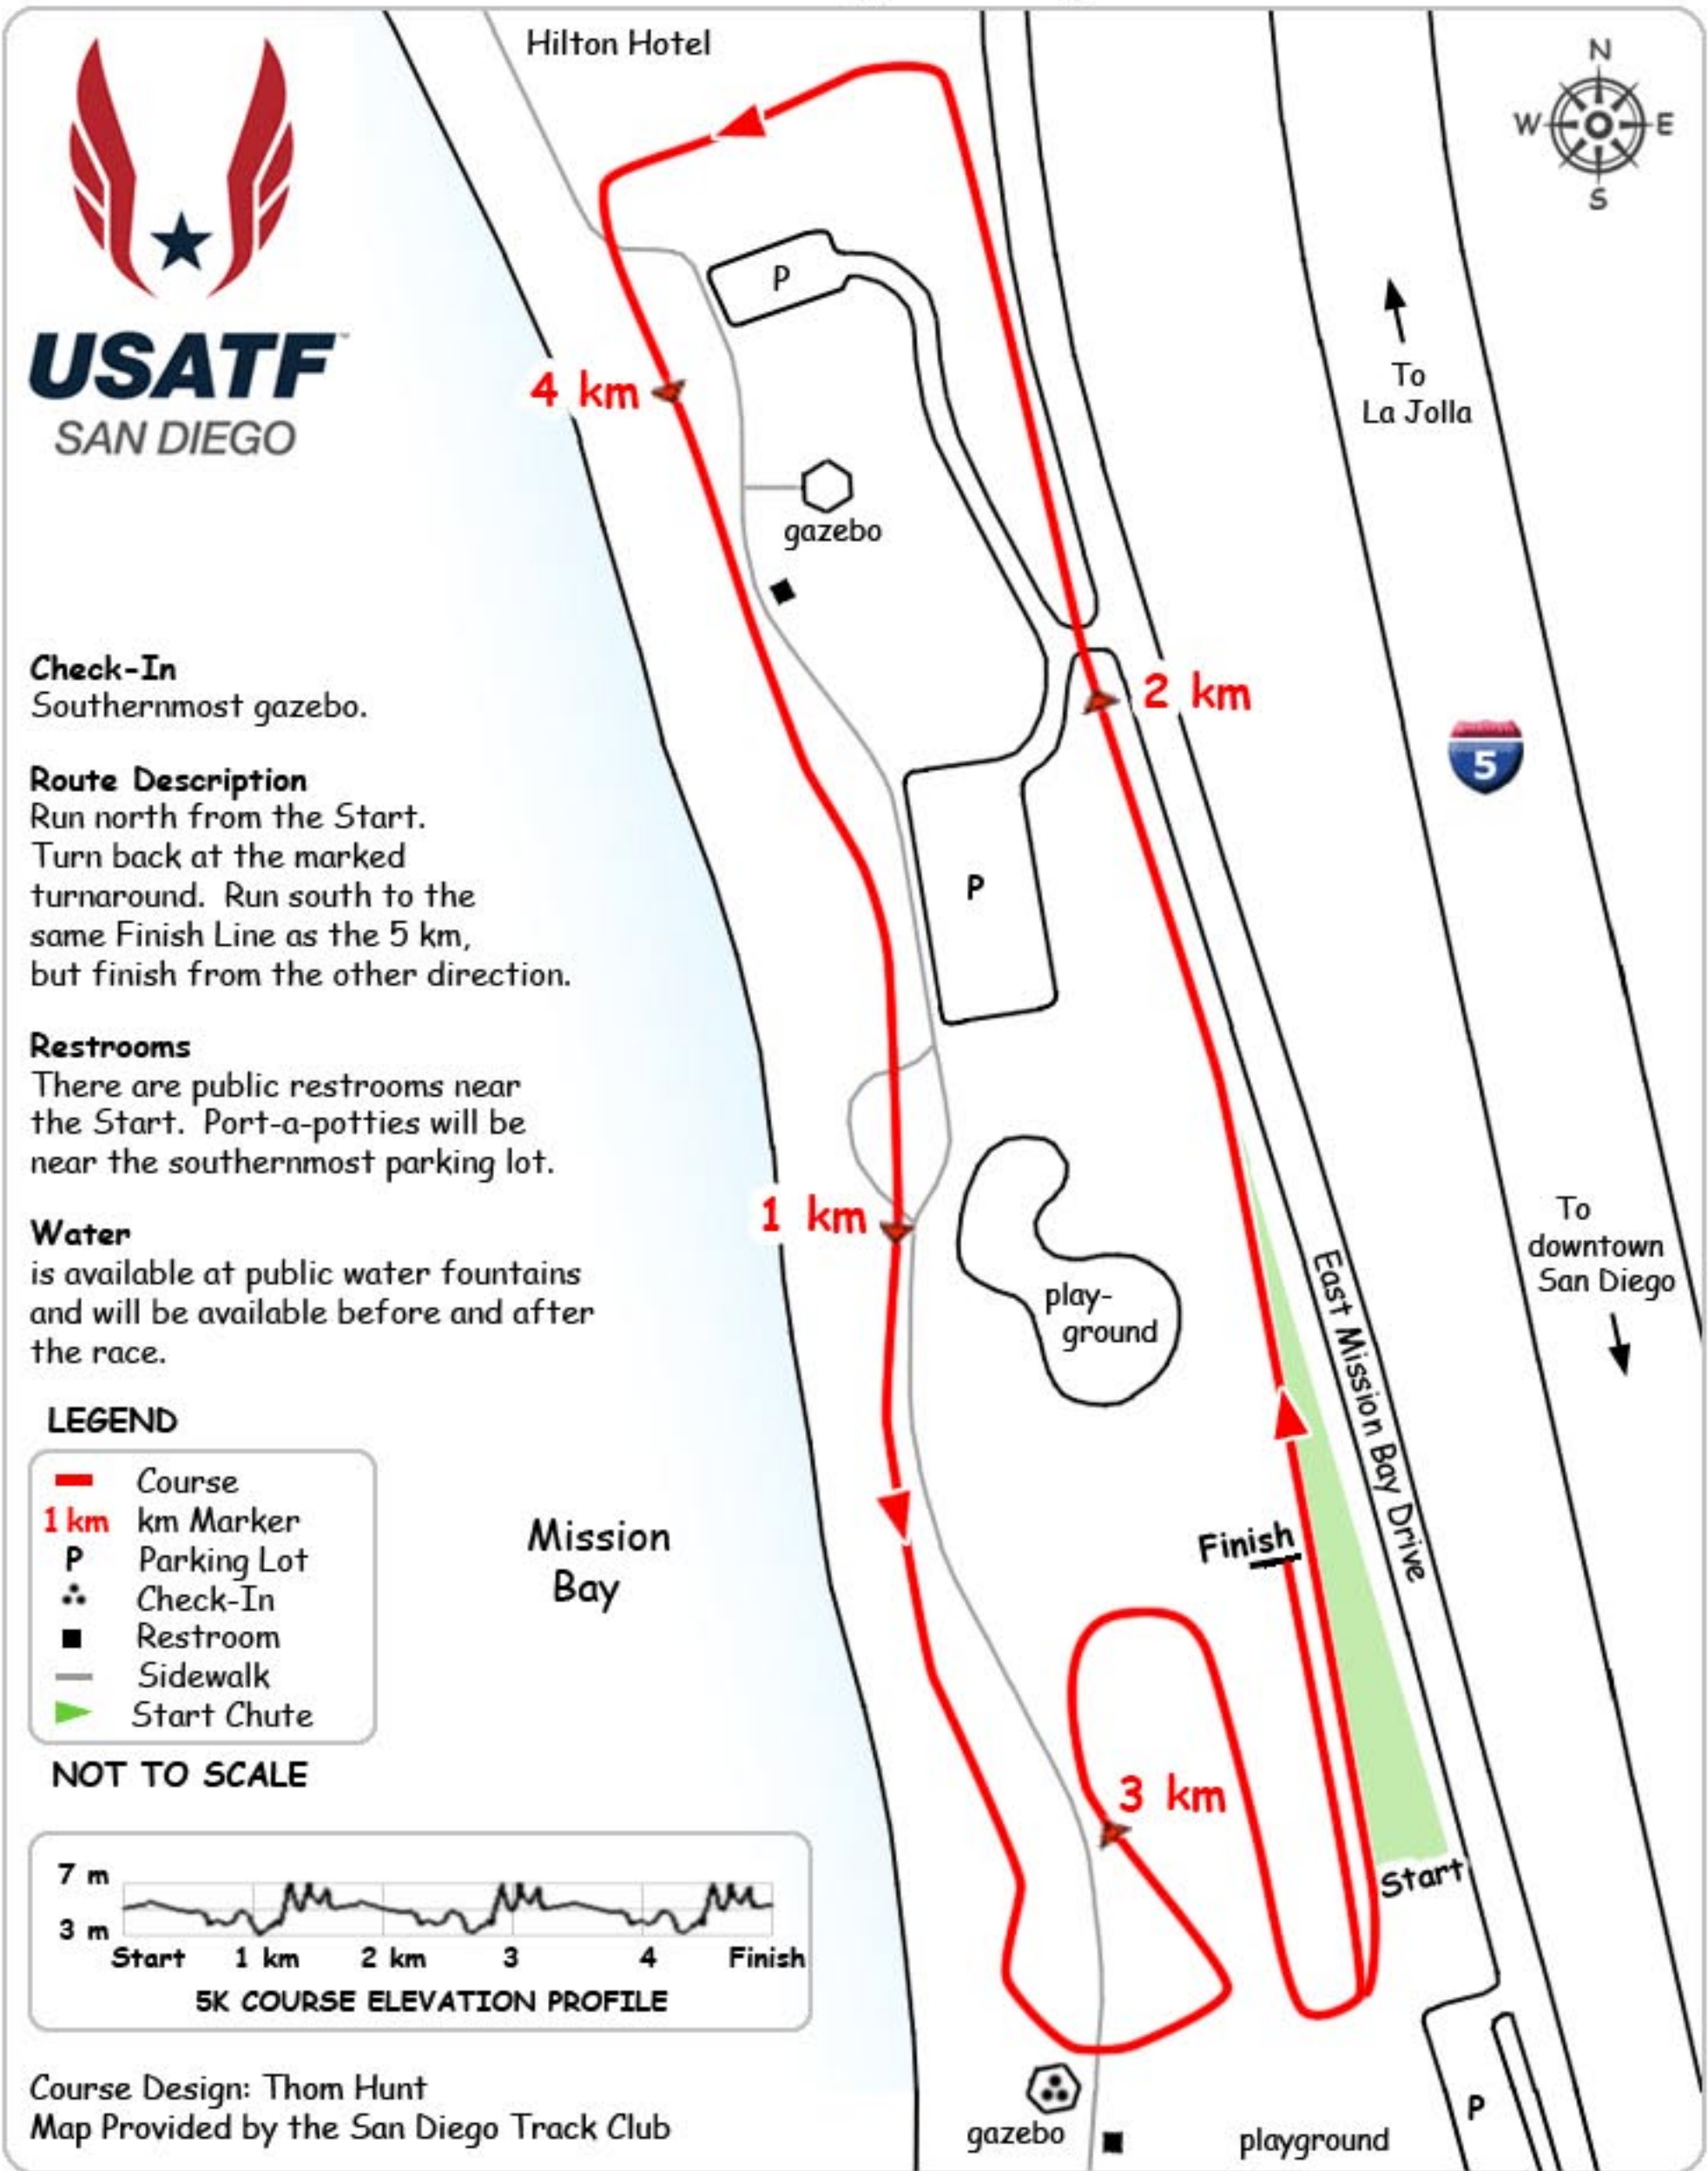 Hilton Hotel
N
W
E
S
USATF
SAN DIEGO
P
To
La Jolla
4 km
gazebo
Check-In
Southernmost gazebo.
2 km
5
Route Description
Run north from the Start.
Turn back at the marked
turnaround. Run south to the
same Finish Line as the 5 km,
but finish from the other direction.
P
Restrooms
There are public restrooms near
the Start. Port-a-potties will be
near the southernmost parking lot.
1 km
To
downtown
San Diego
Water
is available at public water fountains
and will be available before and after
the race.
play-
ground
East Mission Bay Drive
LEGEND
Course
1 km km Marker
P Parking Lot
Check-In
Restroom
Sidewalk
Start Chute
Mission
Bay
Finish
NOT TO SCALE
3 km
Start
7 m
3 m
Start 1 km 2 km 3 4 Finish
5K COURSE ELEVATION PROFILE
Course Design: Thom Hunt
Map Provided by the San Diego Track Club
gazebo
playground
P